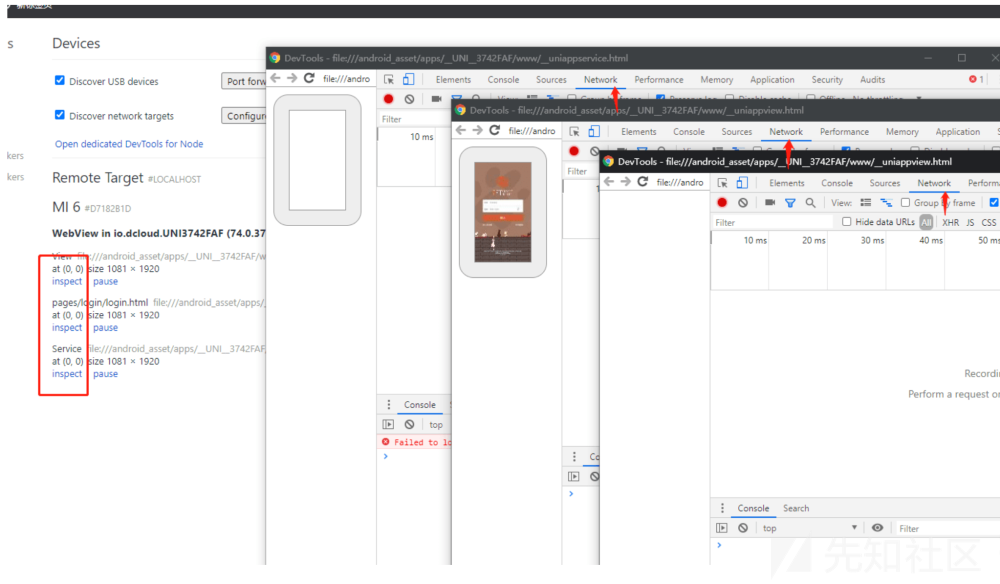 s
Devices
Discover USB devices
Port forw
Discover network targets
Configure
kers
Open dedicated DevTools for Node
kers
Remote Target #LOCALHOST
MI 6 #D7182B1D
WebView in io.dcloud.UNI3742FAF (74.0.37
View file:///android_asset/apps/__UNI__3742FAF/w
at (0, 0) size 1081 × 1920
inspect pause
pages/login/login.html file:///android_asset/apps/_
at (0, 0) size 1081 × 1920
inspect pause
Service file:///android_asset/apps/__UNI__3742FAF,
at (0, 0) size 1081 × 1920
inspect pause
DevTools - file:///android_asset/apps/__UNI__3742FAF/www/__uniappservice.html
file:///andro
Elements Console Sources Network Performance Memory Application Security Audits
1
Filter
10 ms
Console
top
Failed to lo
DevTools - file:///android_asset/apps/__UNI__3742FAF/www/__uniappview.html
file:///andro
Elements Console Sources Network Performance Memory Application
Filter
Co
DevTools - file:///android_asset/apps/__UNI__3742FAF/www/__uniappview.html
file:///andro
Elements Console Sources Network Perform
View: Group by frame
Filter
Hide data URLs All XHR JS CSS
10 ms 20 ms 30 ms 40 ms 50 ms
Recordin
Perform a request or
Console Search
top Filter
先知社区